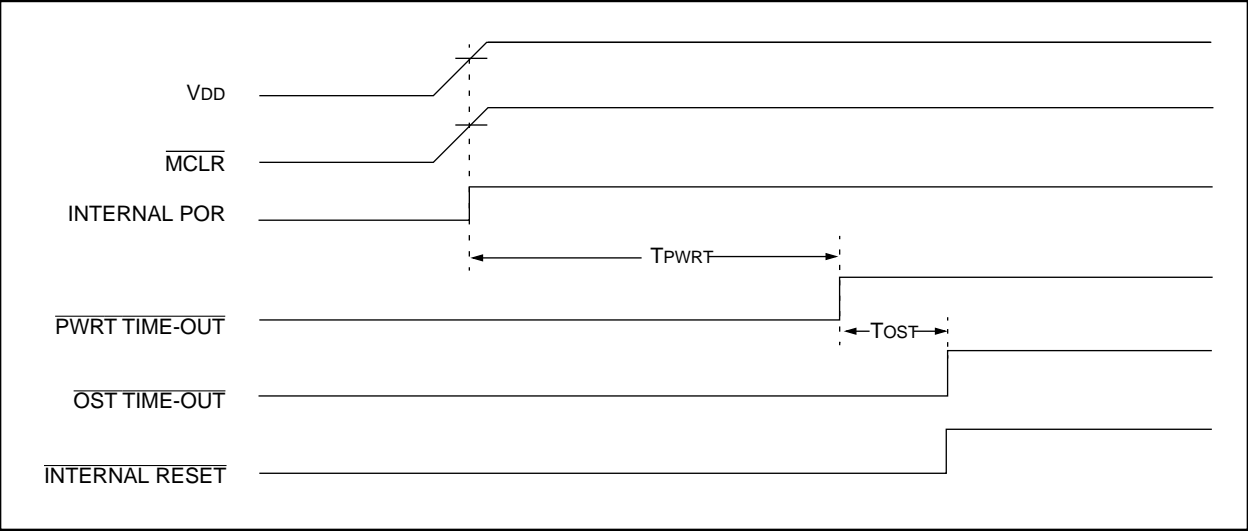 VDD
MCLR
INTERNAL POR
TPWRT
PWRT TIME-OUT
TOST
OST TIME-OUT
INTERNAL RESET